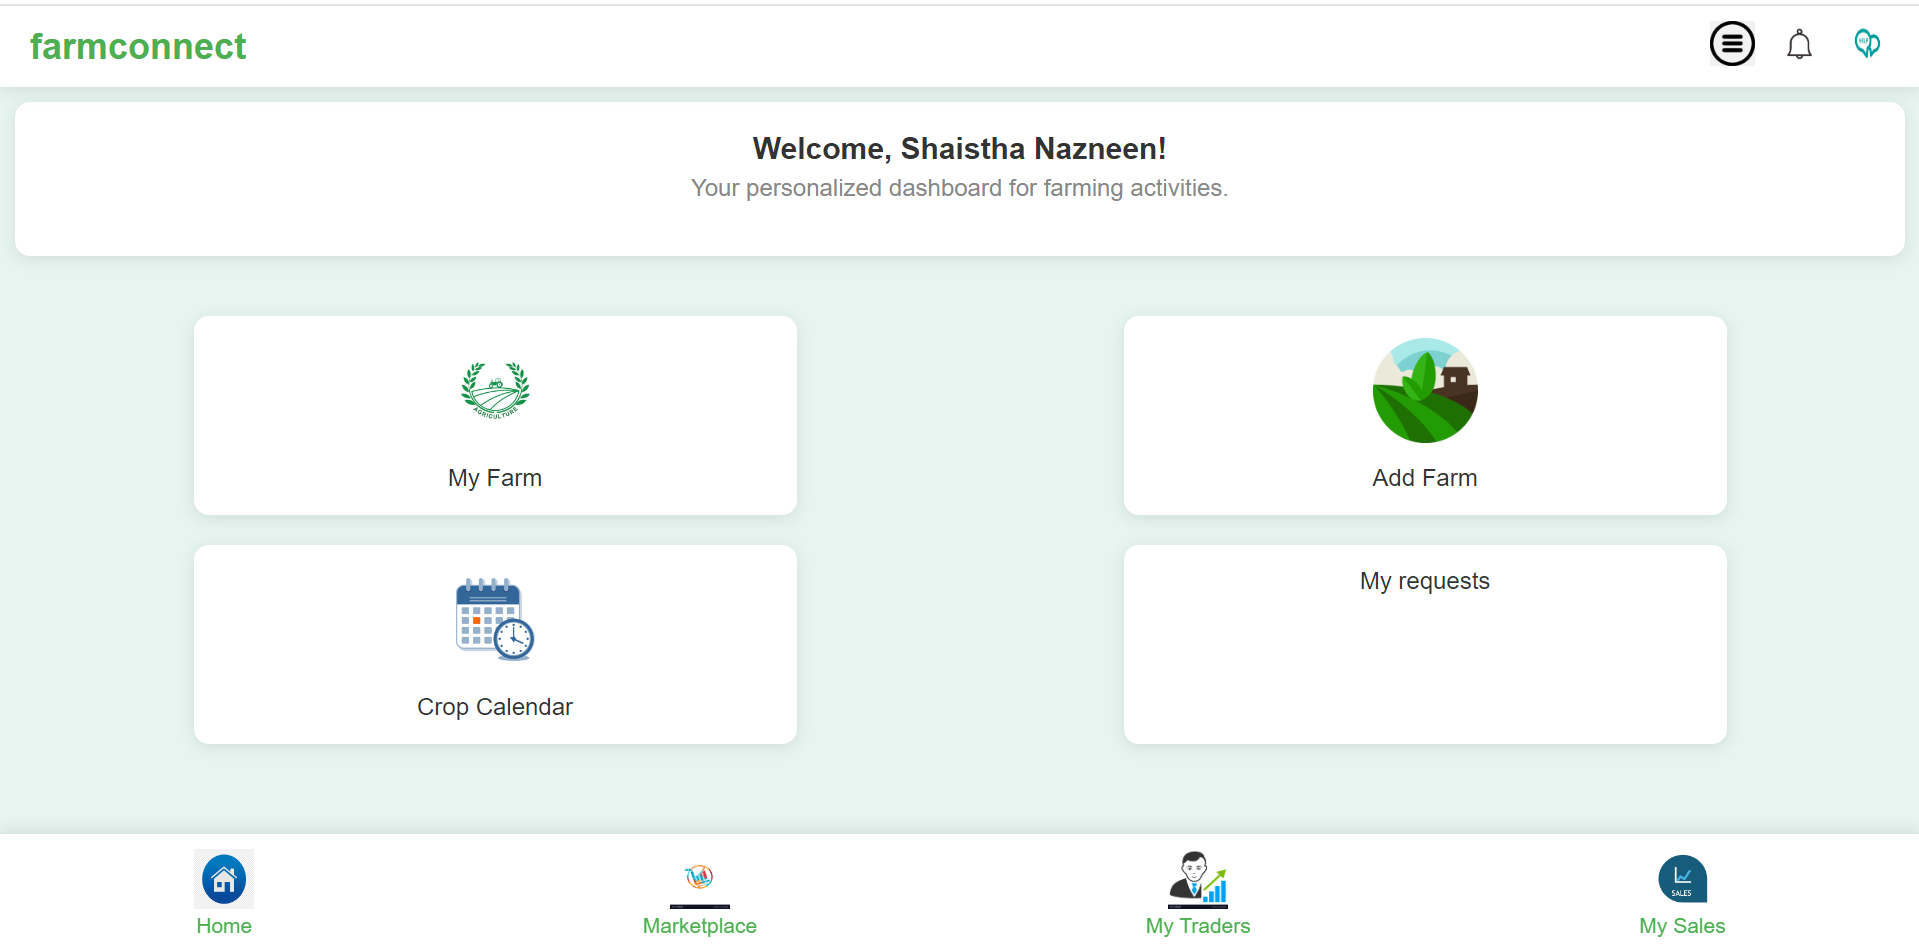 farmconnect
HELP
Welcome, Shaistha Nazneen!
Your personalized dashboard for farming activities.
AGRICULTURE
My Farm
Add Farm
Crop Calendar
My requests
SALES
Home
Marketplace
My Traders
My Sales